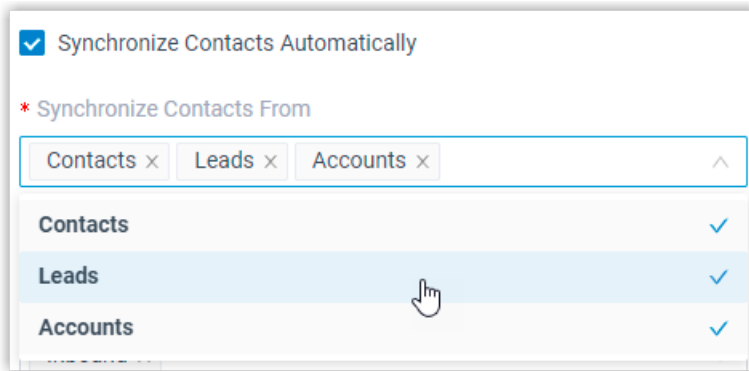 Synchronize Contacts Automatically
* Synchronize Contacts From
Contacts × Leads × Accounts ×
Contacts
Leads
Accounts